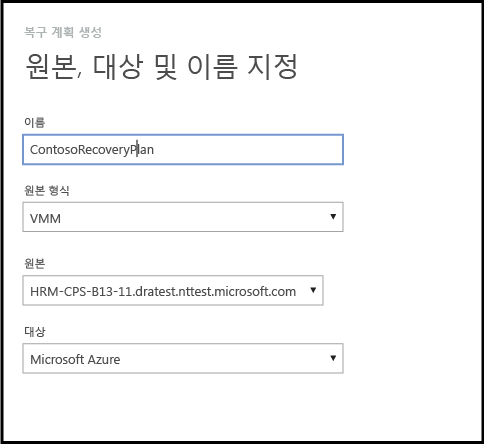 복구 계획 생성
원본, 대상 및 이름 지정
이름
ContosoRecoveryPlan
원본 형식
VMM
원본
HRM-CPS-B13-11.dratest.nttest.microsoft.com
대상
Microsoft Azure